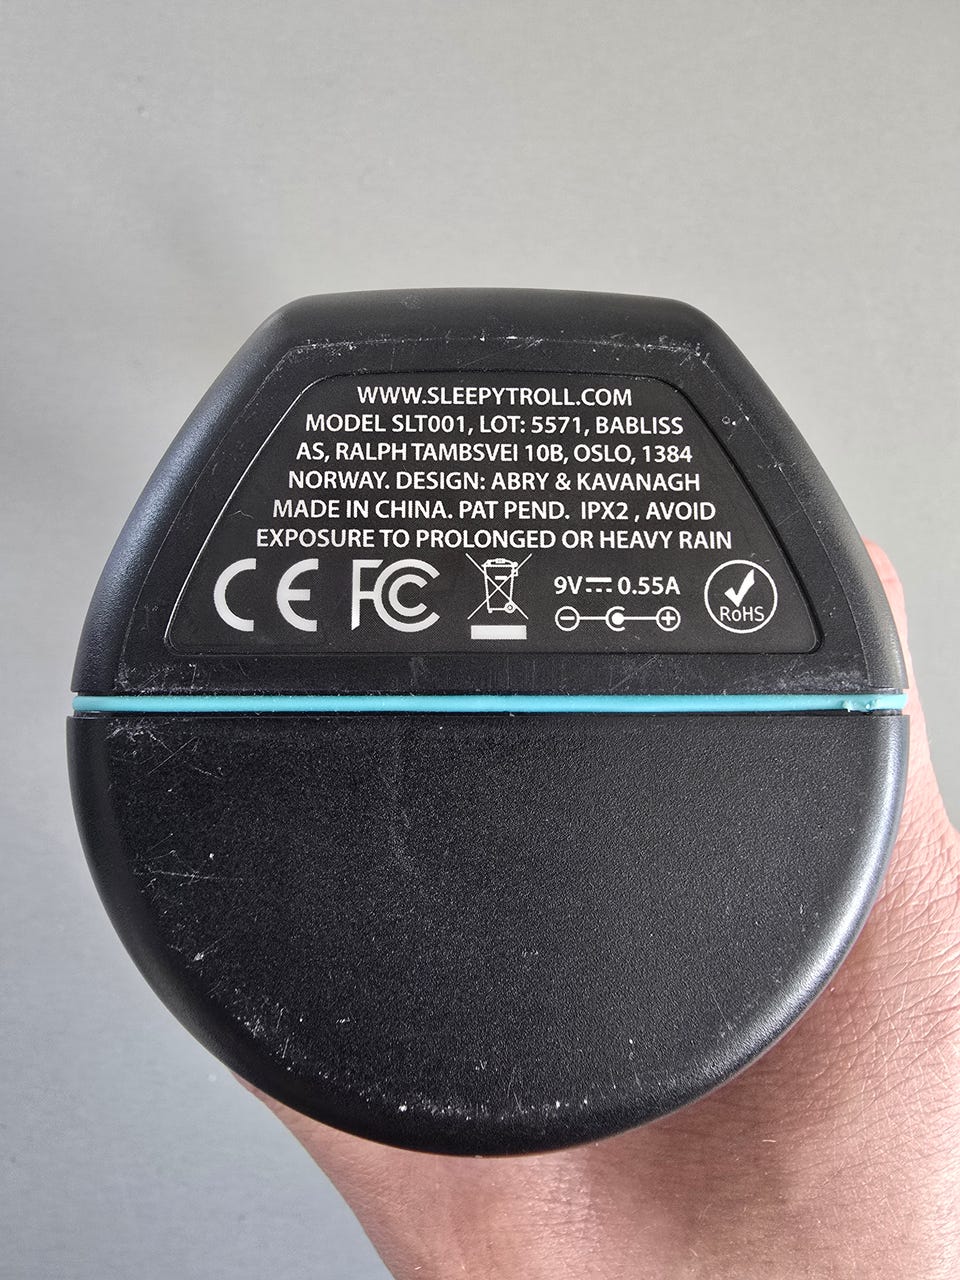 WWW.SLEEPYTROLL.COM
MODEL SLT001, LOT: 5571, BABLISS
AS, RALPH TAMBSVEI 10B, OSLO, 1384
NORWAY. DESIGN: ABRY & KAVANAGH
MADE IN CHINA. PAT PEND. IPX2 , AVOID
EXPOSURE TO PROLONGED OR HEAVY RAIN
CE FC 9V⎓0.55A RoHS